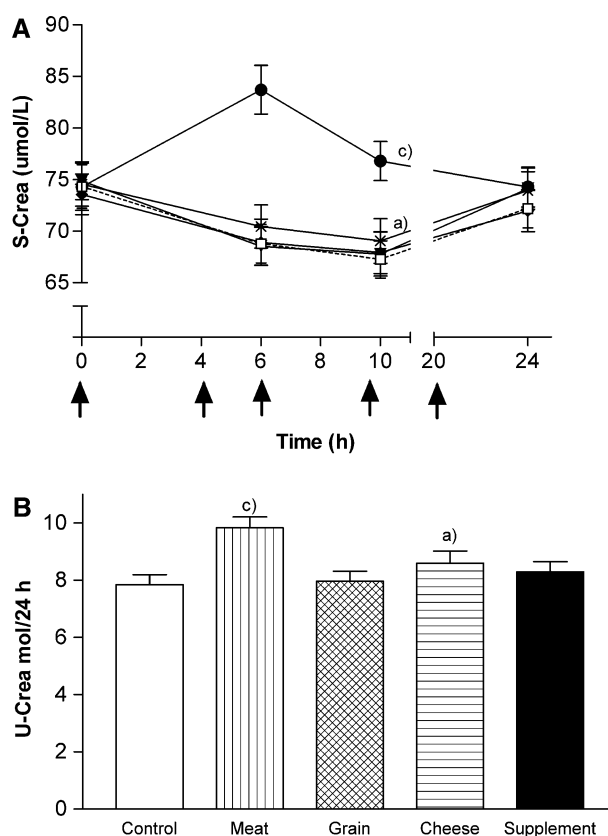 A
S-Crea (umol/L)
90
85
80
75
70
65
c)
a)
0 2 4 6 8 10 20 24
Time (h)
B
U-Crea mol/24 h
10
8
6
4
2
0
c)
a)
Control Meat Grain Cheese Supplement